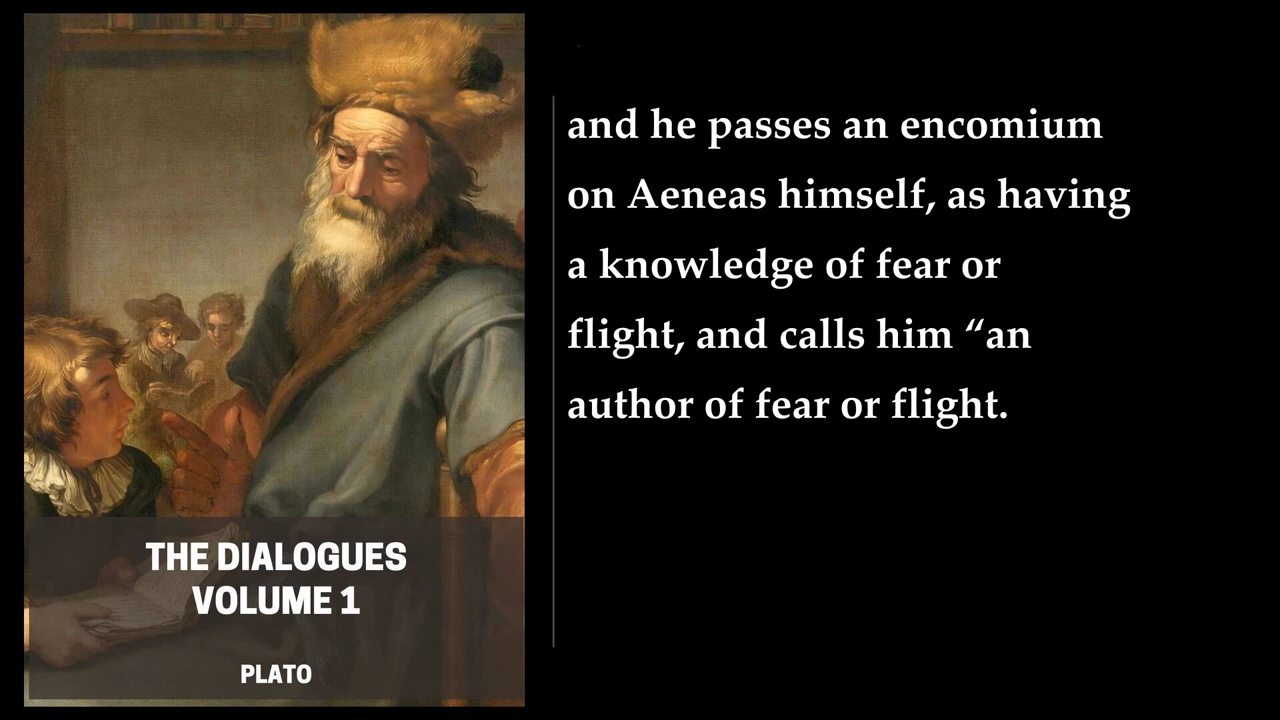 and he passes an encomium
on Aeneas himself, as having
a knowledge of fear or
flight, and calls him “an
author of fear or flight.
THE DIALOGUES
VOLUME 1
PLATO